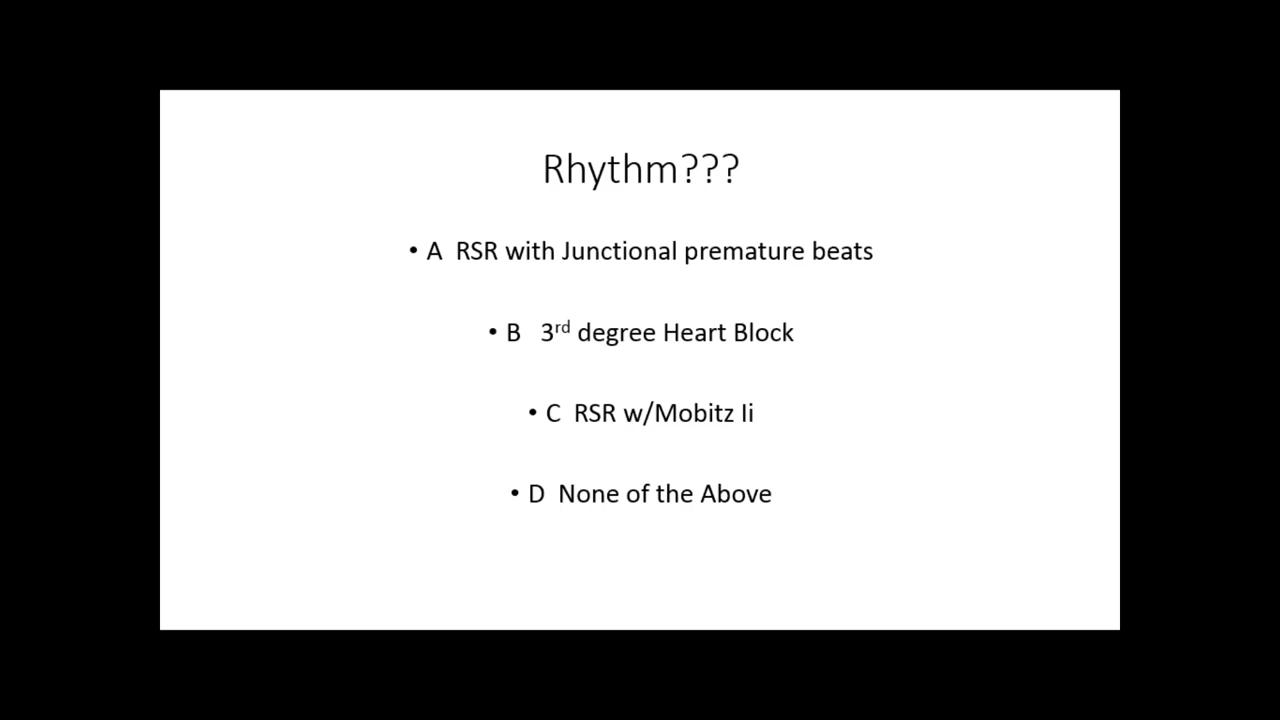 Rhythm???
• A RSR with Junctional premature beats
• B 3rd degree Heart Block
• C RSR w/Mobitz Ii
• D None of the Above